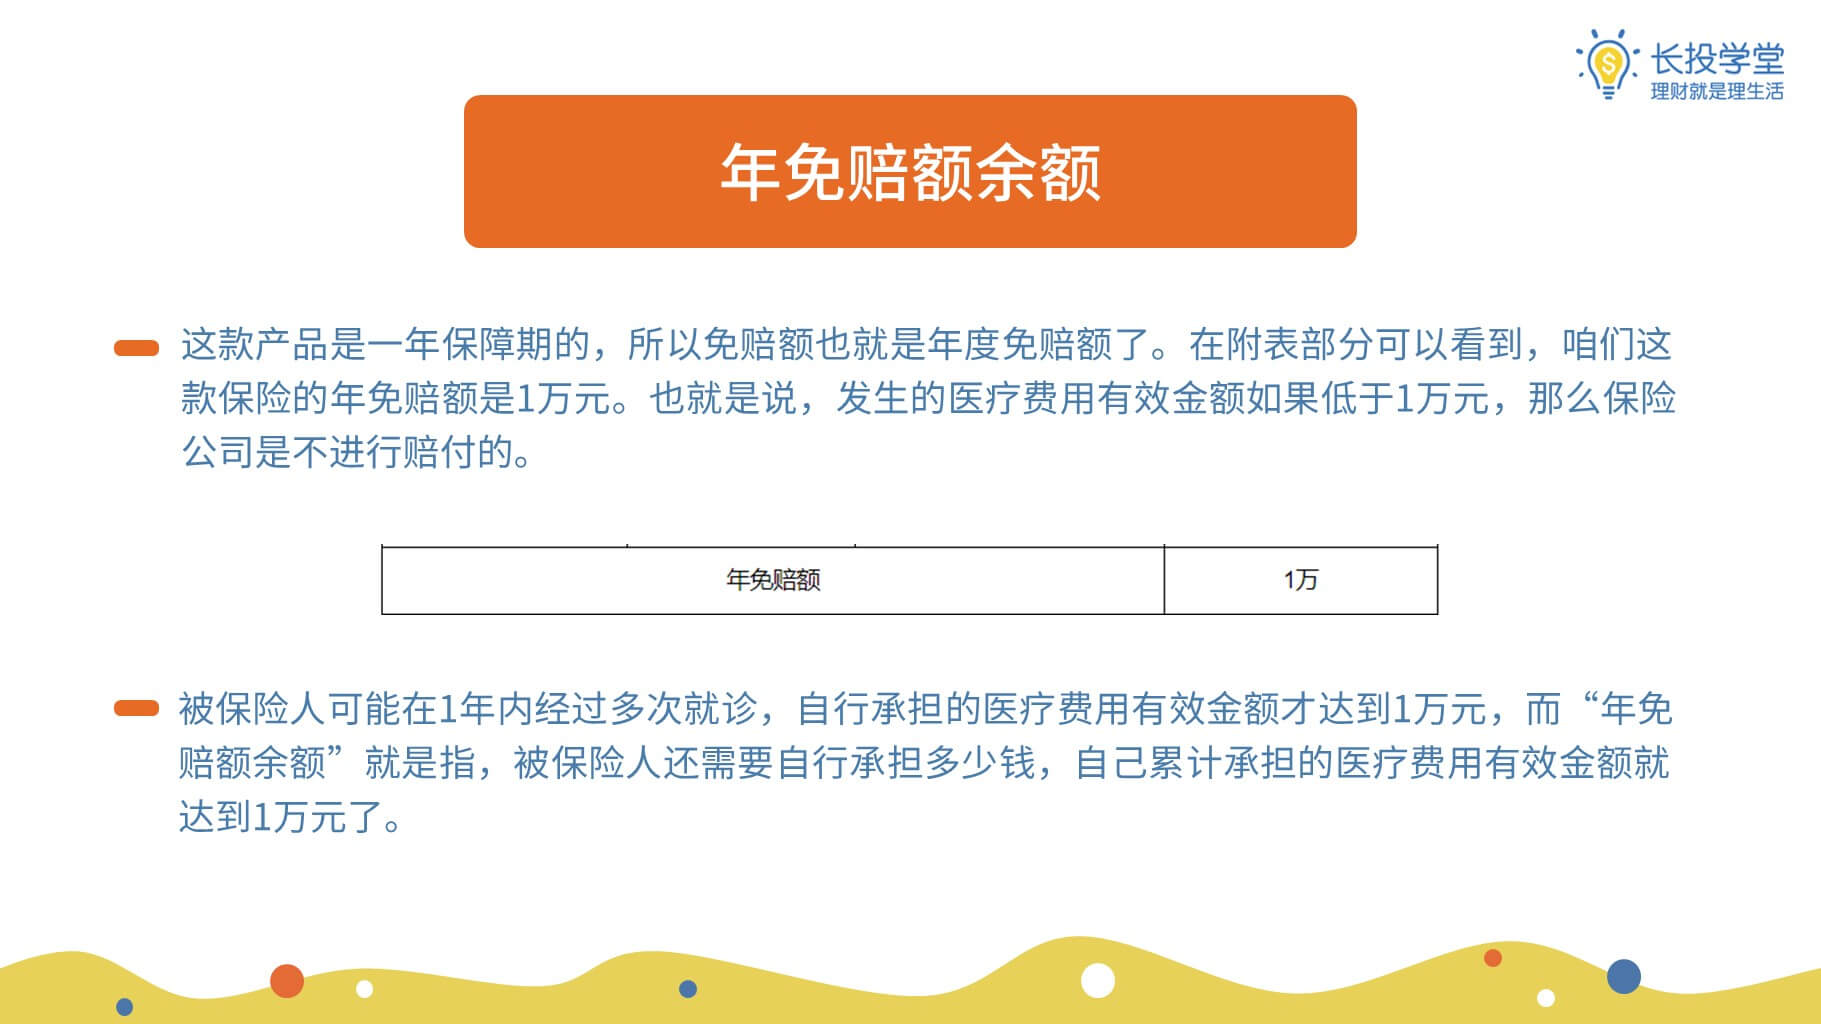 长投学堂
理财就是理生活
年免赔额余额
这款产品是一年保障期的，所以免赔额也就是年度免赔额了。在附表部分可以看到，咱们这
款保险的年免赔额是1万元。也就是说，发生的医疗费用有效金额如果低于1万元，那么保险
公司是不进行赔付的。
年免赔额 1万
被保险人可能在1年内经过多次就诊，自行承担的医疗费用有效金额才达到1万元，而“年免
赔额余额”就是指，被保险人还需要自行承担多少钱，自己累计承担的医疗费用有效金额就
达到1万元了。